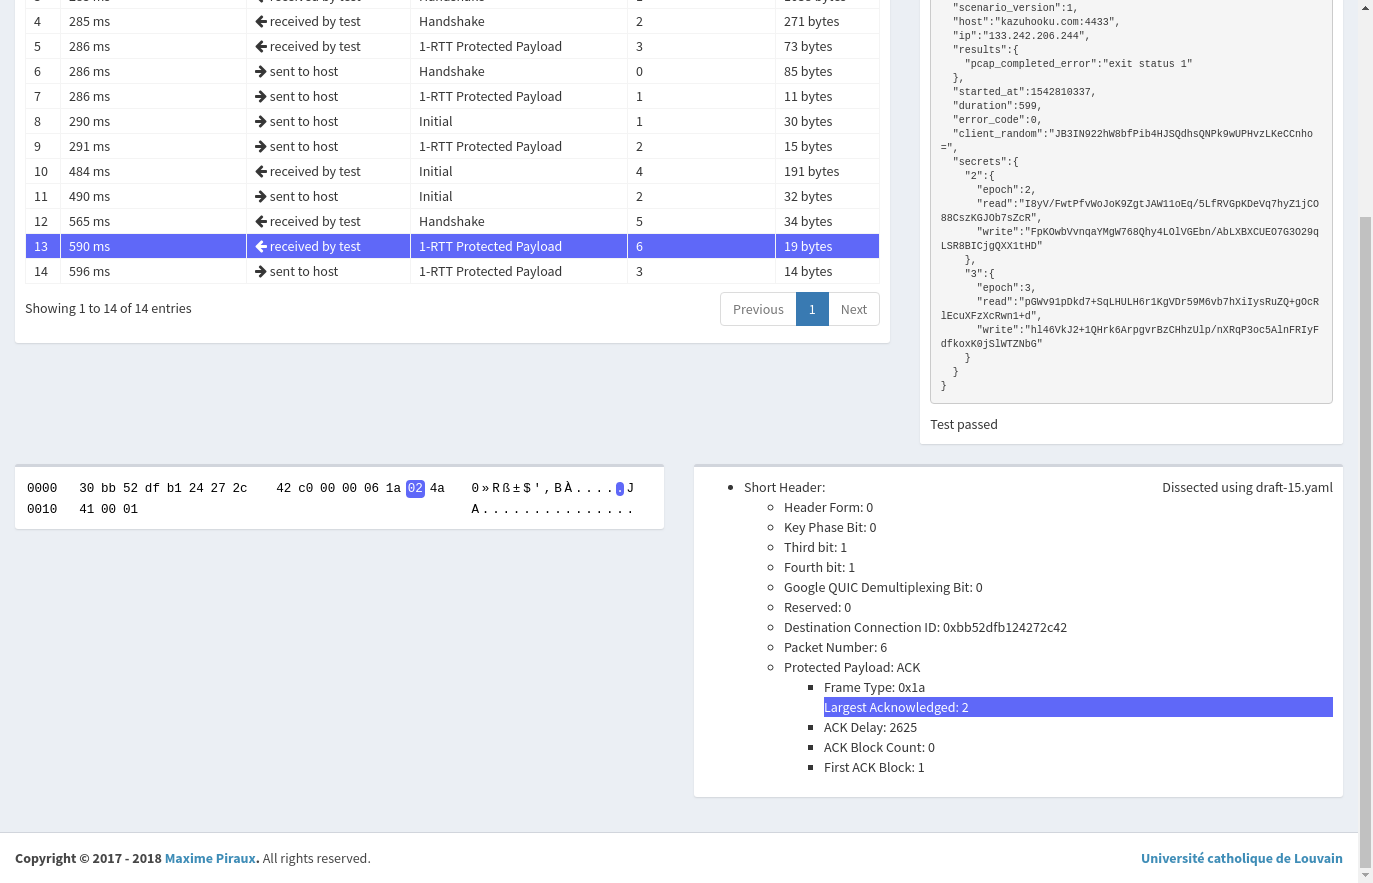 4 285 ms received by test Handshake 2 271 bytes
5 286 ms received by test 1-RTT Protected Payload 3 73 bytes
6 286 ms sent to host Handshake 0 85 bytes
7 286 ms sent to host 1-RTT Protected Payload 1 11 bytes
8 290 ms sent to host Initial 1 30 bytes
9 291 ms sent to host 1-RTT Protected Payload 2 15 bytes
10 484 ms received by test Initial 4 191 bytes
11 490 ms sent to host Initial 2 32 bytes
12 565 ms received by test Handshake 5 34 bytes
13 590 ms received by test 1-RTT Protected Payload 6 19 bytes
14 596 ms sent to host 1-RTT Protected Payload 3 14 bytes
Showing 1 to 14 of 14 entries
Previous 1 Next
"scenario_version":1,
"host":"kazuhooku.com:4433",
"ip":"133.242.206.244",
"results":{
"pcap_completed_error":"exit status 1"
},
"started_at":1542810337,
"duration":599,
"error_code":0,
"client_random":"JB3IN922hW8bfPib4HJSQdhsQNPk9wUPHvzLKeCCnho
=",
"secrets":{
"2":{
"epoch":2,
"read":"I8yV/FwtPfvWoJoK9ZgtJAW11oEq/5LfRVGpKDeVq7hyZ1jCO
88CszKGJOb7sZcR",
"write":"FpKOwbVvnqaYMgW768Qhy4LOlVGEbn/AbLXBXCUEO7G3O29q
LSR8BICjgQXX1tHD"
},
"3":{
"epoch":3,
"read":"pGWv91pDkd7+SqLHULH6r1KgVDr59M6vb7hXiIysRuZQ+gOcR
lEcuXFzXcRwn1+d",
"write":"hl46VkJ2+1QHrk6ArpgvrBzCHhzUlp/nXRqP3oc5AlnFRIyF
dfkoxK0jSlWTZNbG"
}
}
}
Test passed
0000 30 bb 52 df b1 24 27 2c 42 c0 00 00 06 1a 02 4a 0»Rß±$',BÀ.....J
0010 41 00 01 A...............
Short Header: Dissected using draft-15.yaml
Header Form: 0
Key Phase Bit: 0
Third bit: 1
Fourth bit: 1
Google QUIC Demultiplexing Bit: 0
Reserved: 0
Destination Connection ID: 0xbb52dfb124272c42
Packet Number: 6
Protected Payload: ACK
Frame Type: 0x1a
Largest Acknowledged: 2
ACK Delay: 2625
ACK Block Count: 0
First ACK Block: 1
Copyright © 2017 - 2018 Maxime Piraux. All rights reserved.
Université catholique de Louvain